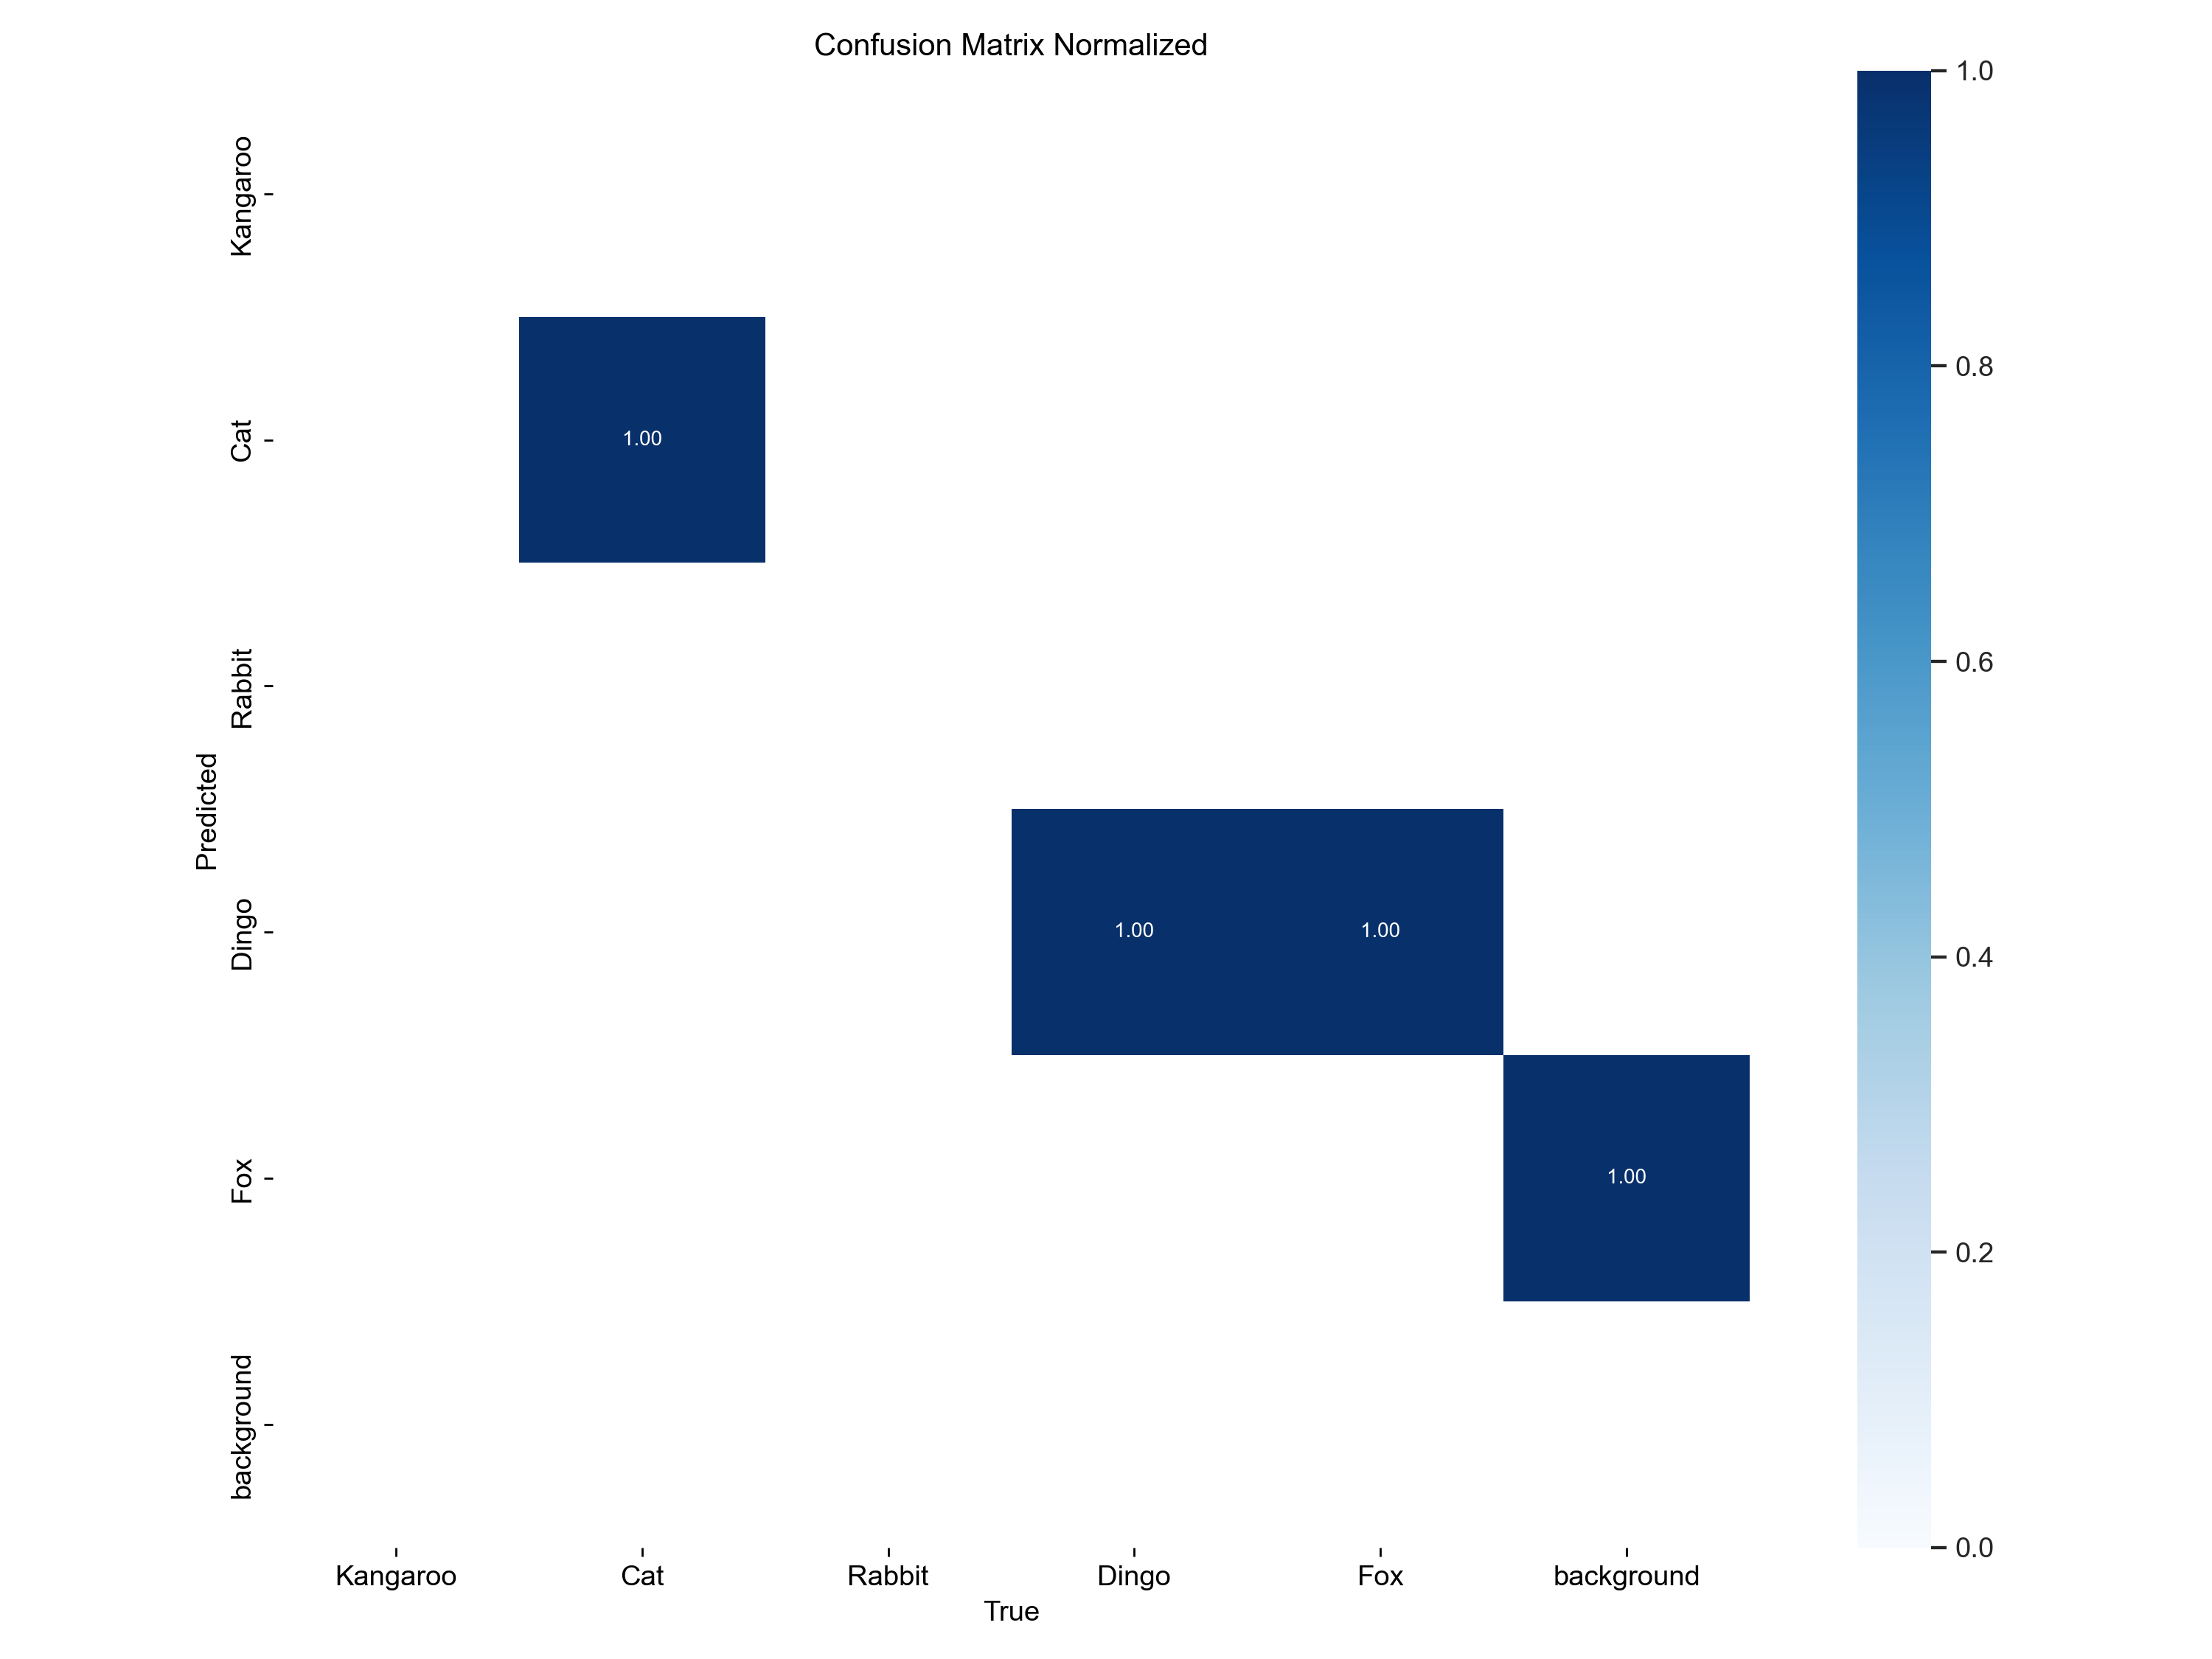 Confusion Matrix Normalized
Predicted
Kangaroo
Cat
Rabbit
Dingo
Fox
background
1.00
1.00 1.00
1.00
Kangaroo Cat Rabbit Dingo Fox background
True
1.0
0.8
0.6
0.4
0.2
0.0